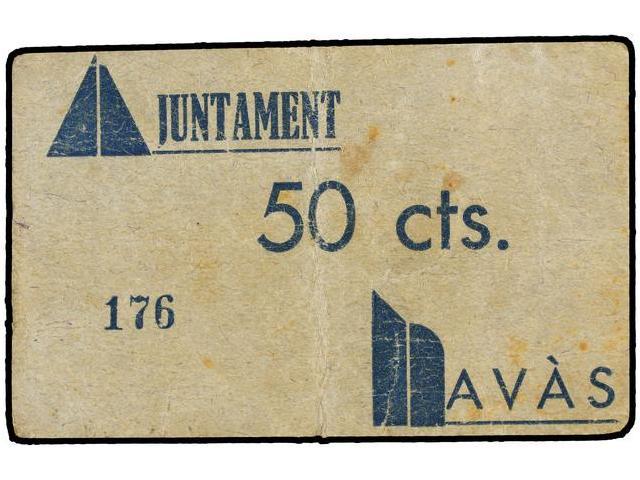 AJUNTAMENT
50 cts.
176
NAVÀS